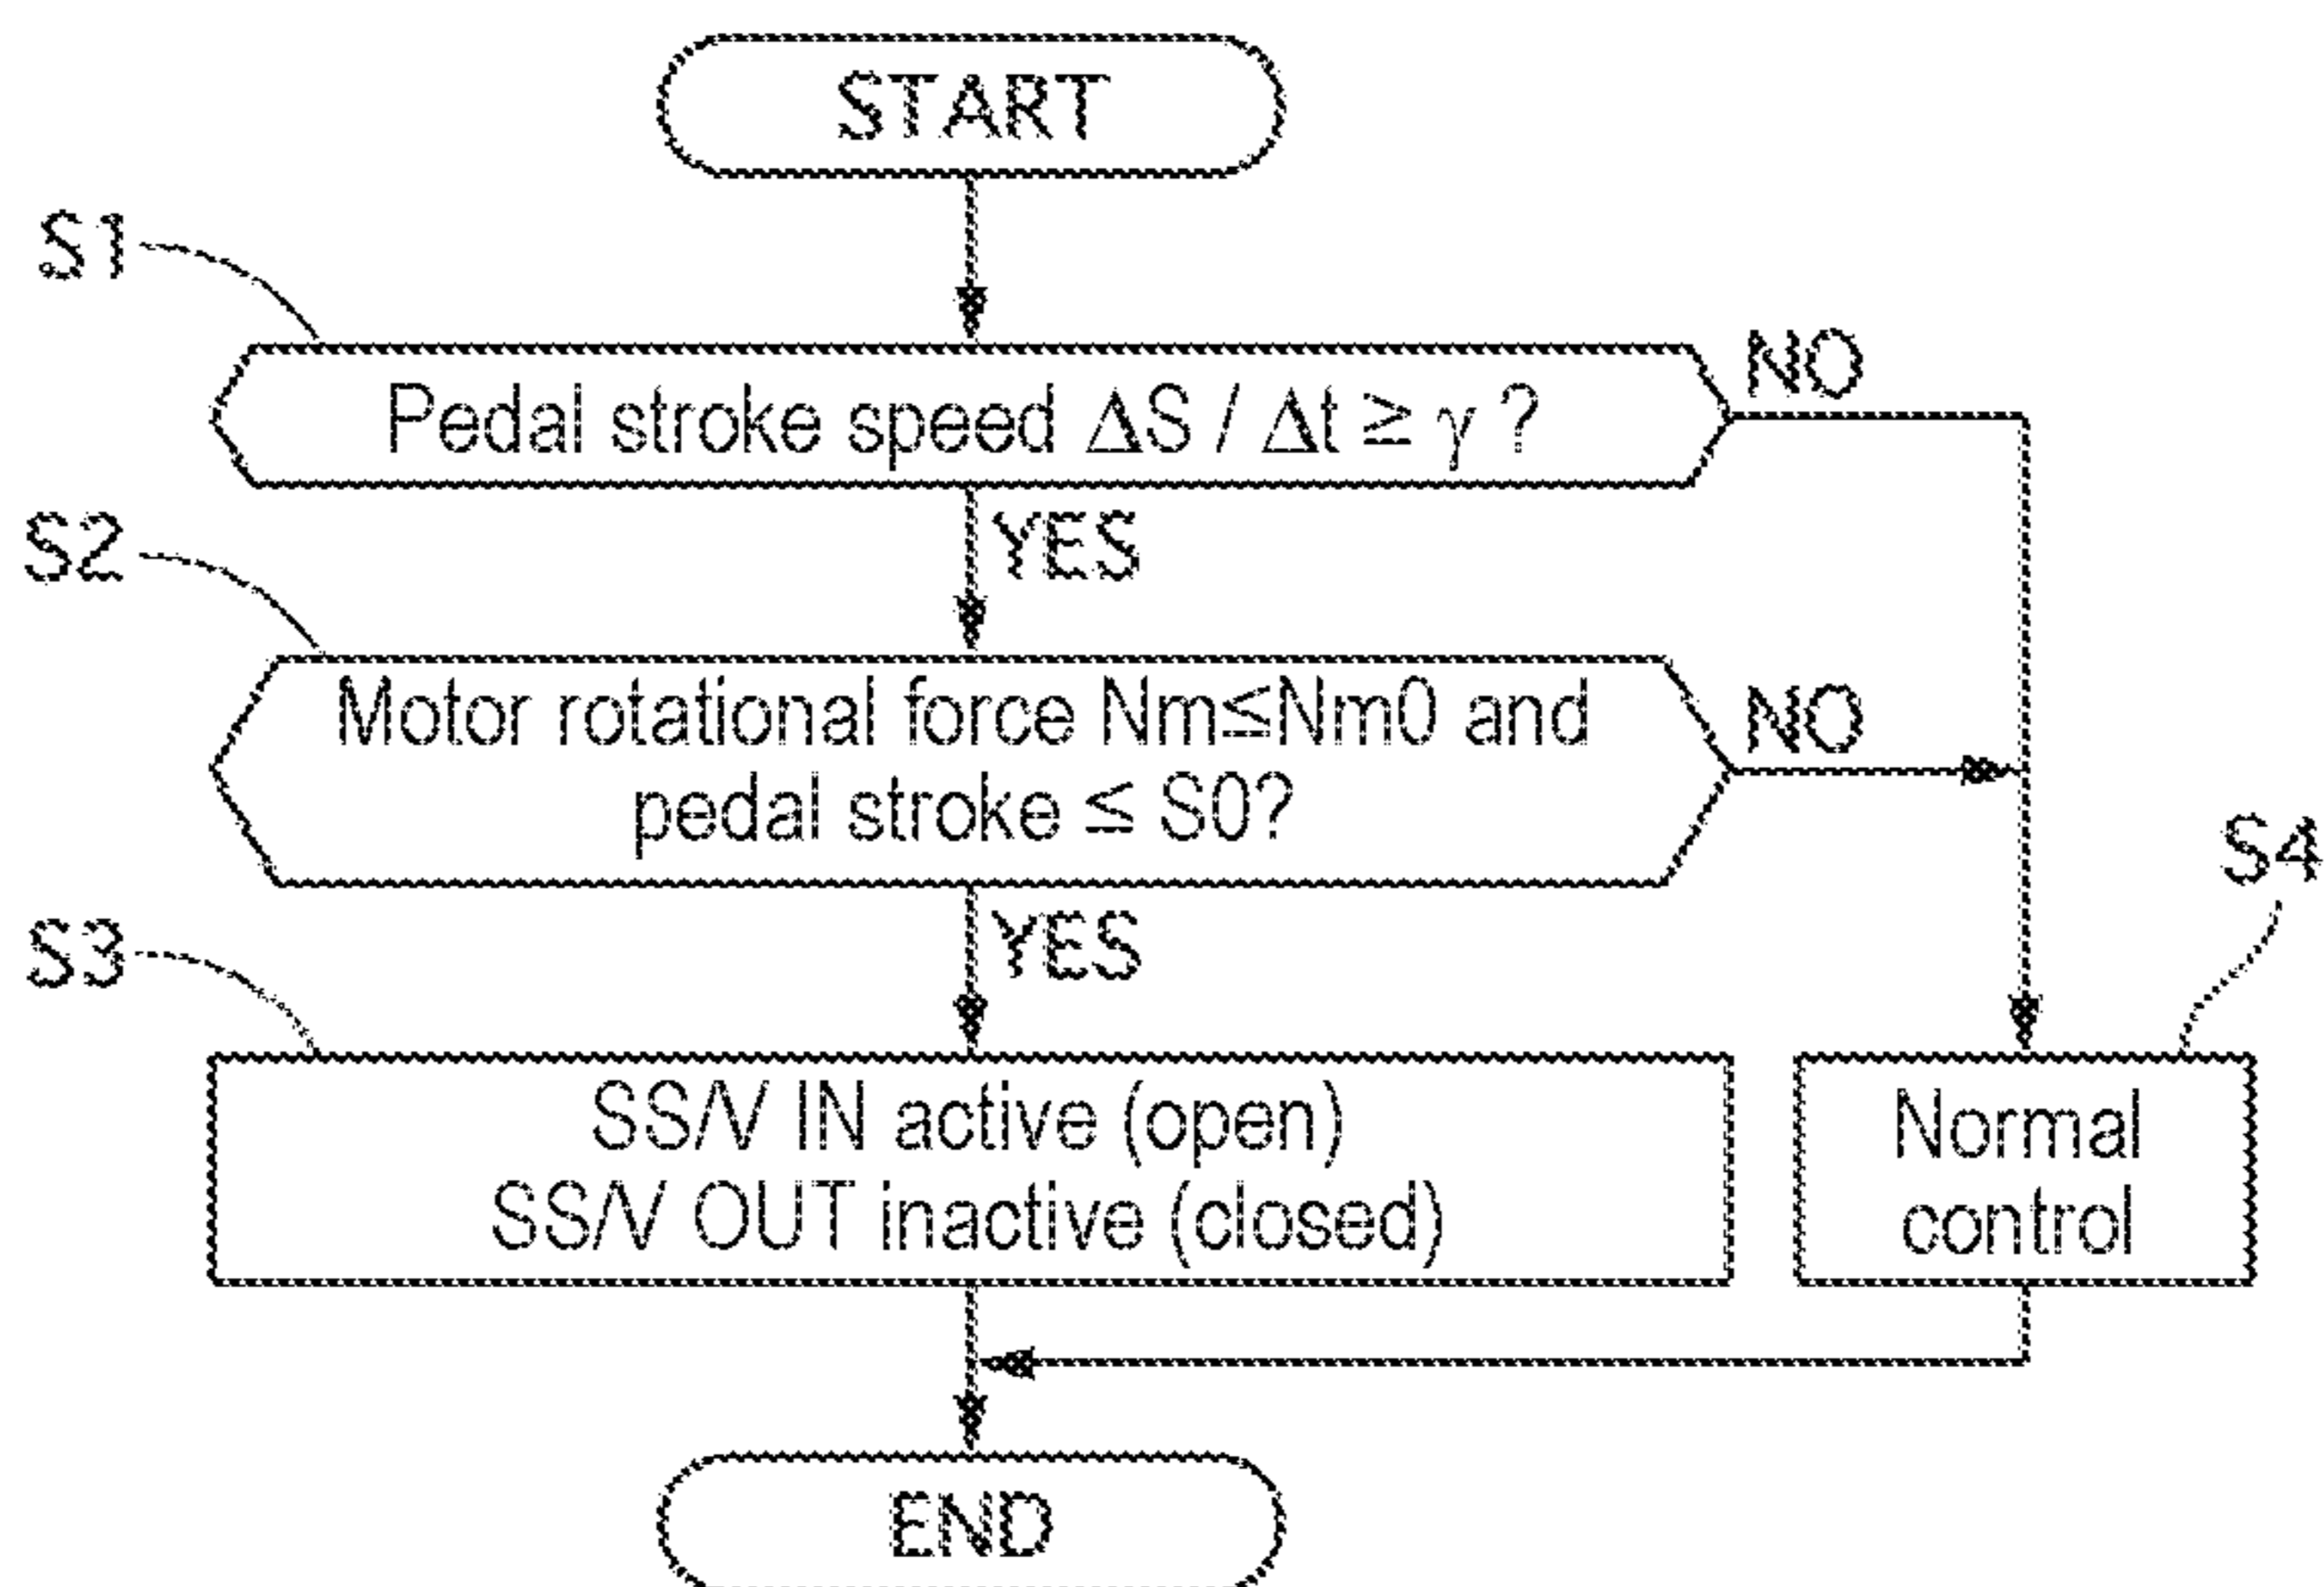 START
S1
Pedal stroke speed ΔS / Δt ≥ γ ?
NO
YES
S2
Motor rotational force Nm≦Nm0 and
pedal stroke ≦ S0?
NO
YES
S3
SS/V IN active (open)
SS/V OUT inactive (closed)
S4
Normal
control
END